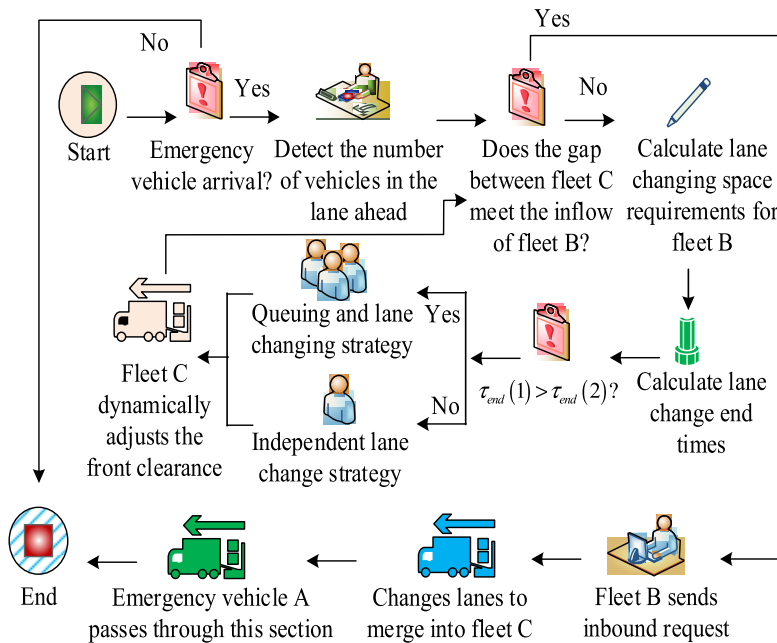 No
Yes
Yes
No
Start
Emergency
vehicle arrival?
Detect the number
of vehicles in the
lane ahead
Does the gap
between fleet C
meet the inflow
of fleet B?
Calculate lane
changing space
requirements for
fleet B
Queuing and lane
changing strategy
Yes
No
Independent lane
change strategy
Fleet C
dynamically
adjusts the
front clearance
τ_end (1) > τ_end (2) ?
Calculate lane
change end
times
End
Emergency vehicle A
passes through this section
Changes lanes to
merge into fleet C
Fleet B sends
inbound request